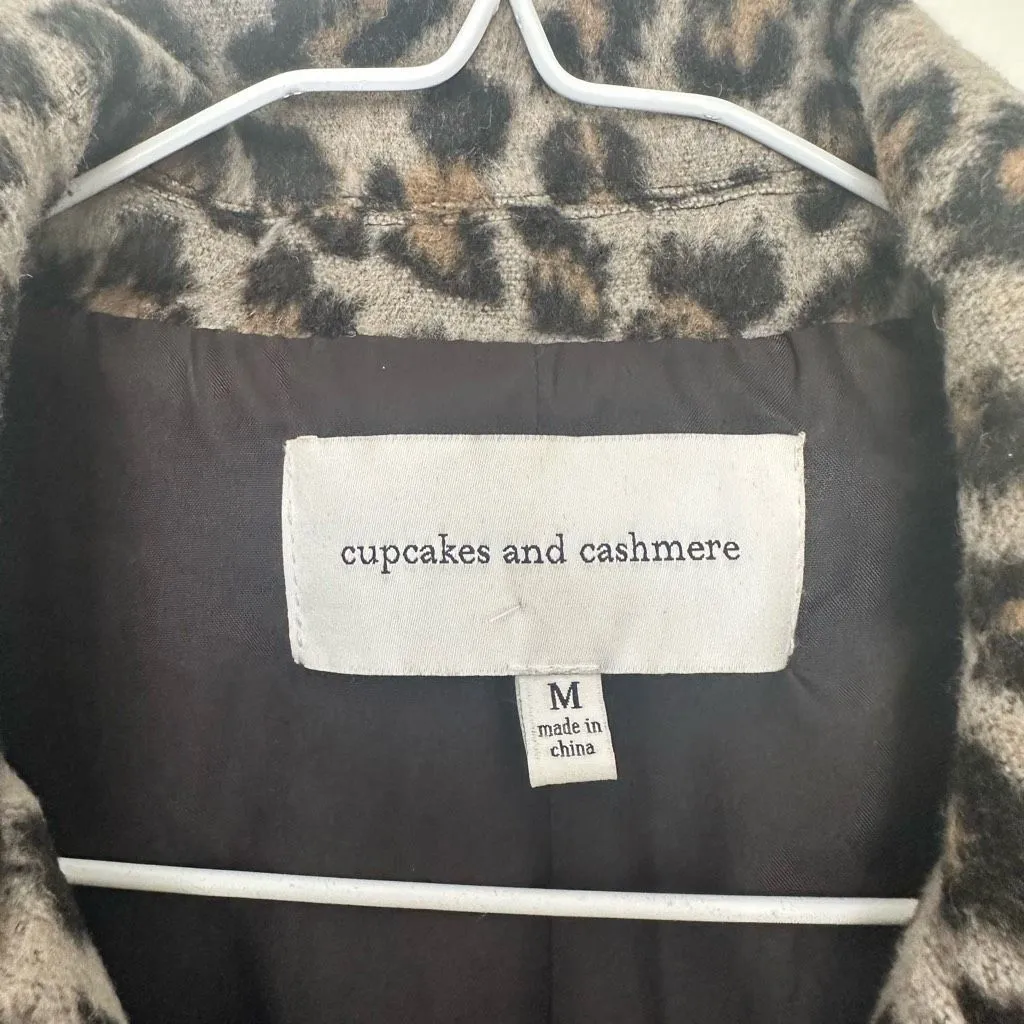 cupcakes and cashmere
M
made in
china